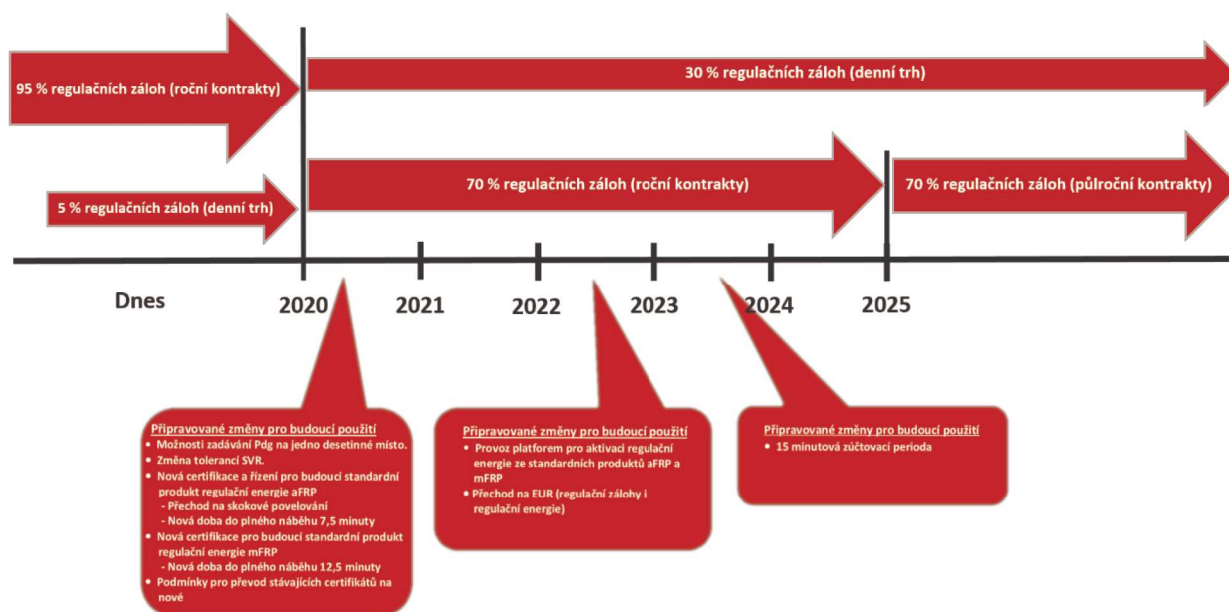 95 % regulačních záloh (roční kontrakty)
30 % regulačních záloh (denní trh)
5 % regulačních záloh (denní trh)
70 % regulačních záloh (roční kontrakty)
70 % regulačních záloh (půlroční kontrakty)
Dnes
2020
2021
2022
2023
2024
2025
Připravované změny pro budoucí použití
• Možnosti zadávání Pdg na jedno desetinné místo.
• Změna tolerancí SVR.
• Nová certifikace a řízení pro budoucí standardní
produkt regulační energie aFRP
- Přechod na skokové povelování
- Nová doba do plného náběhu 7,5 minuty
• Nová certifikace pro budoucí standardní produkt
regulační energie mFRP
- Nová doba do plného náběhu 12,5 minuty
• Podmínky pro převod stávajících certifikátů na
nové
Připravované změny pro budoucí použití
• Provoz platforem pro aktivaci regulační
energie ze standardních produktů aFRP a
mFRP
• Přechod na EUR (regulační zálohy i
regulační energie)
Připravované změny pro budoucí použití
• 15 minutová zúčtovací perioda